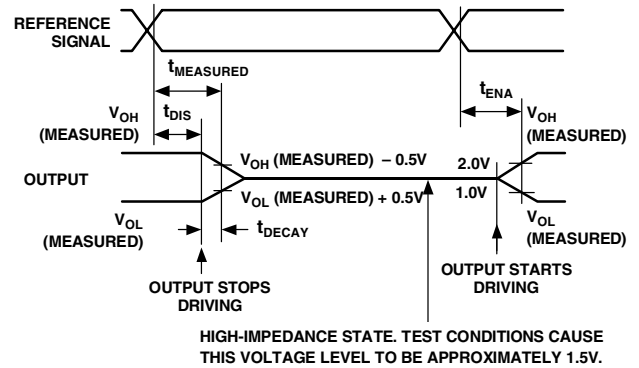 REFERENCE
SIGNAL
tMEASURED
tENA
VOH
(MEASURED)
tDIS
VOH
(MEASURED)
VOH (MEASURED) – 0.5V
2.0V
OUTPUT
VOL (MEASURED) + 0.5V
1.0V
VOL
(MEASURED)
tDECAY
VOL
(MEASURED)
OUTPUT STOPS
DRIVING
OUTPUT STARTS
DRIVING
HIGH-IMPEDANCE STATE. TEST CONDITIONS CAUSE
THIS VOLTAGE LEVEL TO BE APPROXIMATELY 1.5V.